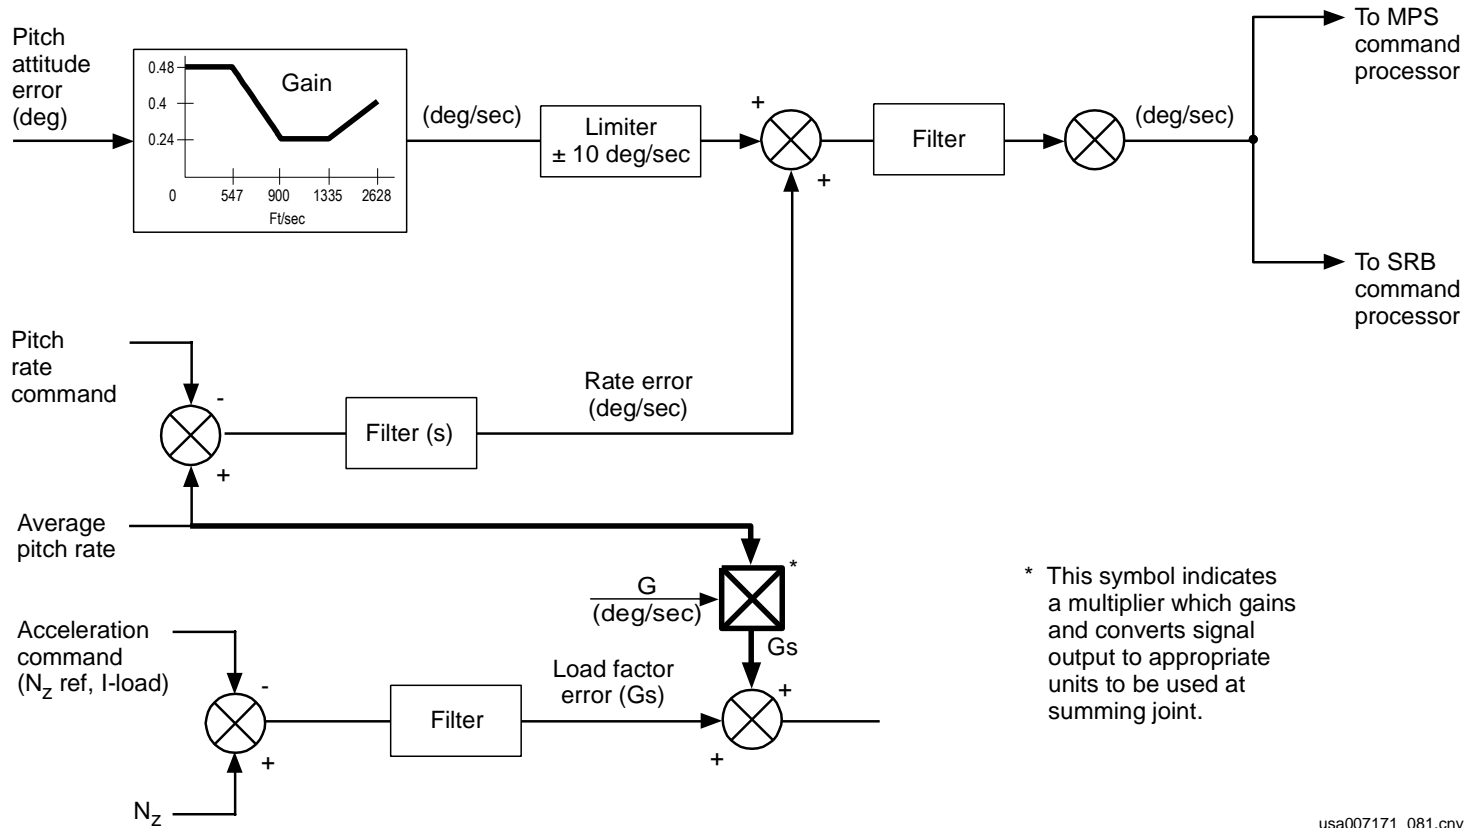 To MPS
command
processor
Pitch
attitude
error
(deg)
Gain
0.48
0.4
0.24
0 547 900 1335 2628
Ft/sec
(deg/sec)
Limiter
± 10 deg/sec
+
+
Filter
(deg/sec)
To SRB
command
processor
Pitch
rate
command
-
+
Filter (s)
Rate error
(deg/sec)
Average
pitch rate
*
G
(deg/sec)
Gs
* This symbol indicates
a multiplier which gains
and converts signal
output to appropriate
units to be used at
summing joint.
Acceleration
command
(Nz ref, I-load)
-
+
Filter
Load factor
error (Gs)
+
+
Nz
usa007171_081.cnv